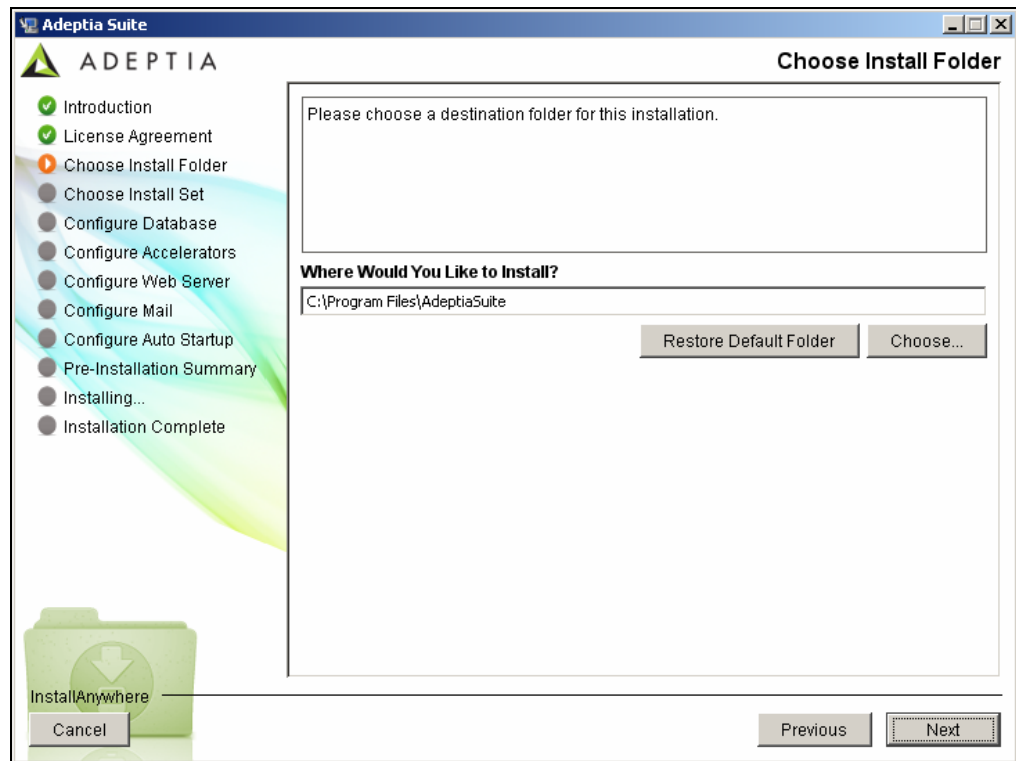 Adeptia Suite
ADEPTIA
Choose Install Folder
Introduction
License Agreement
Choose Install Folder
Choose Install Set
Configure Database
Configure Accelerators
Configure Web Server
Configure Mail
Configure Auto Startup
Pre-Installation Summary
Installing...
Installation Complete
Please choose a destination folder for this installation.
Where Would You Like to Install?
C:\Program Files\AdeptiaSuite
Restore Default Folder
Choose...
InstallAnywhere
Cancel
Previous
Next